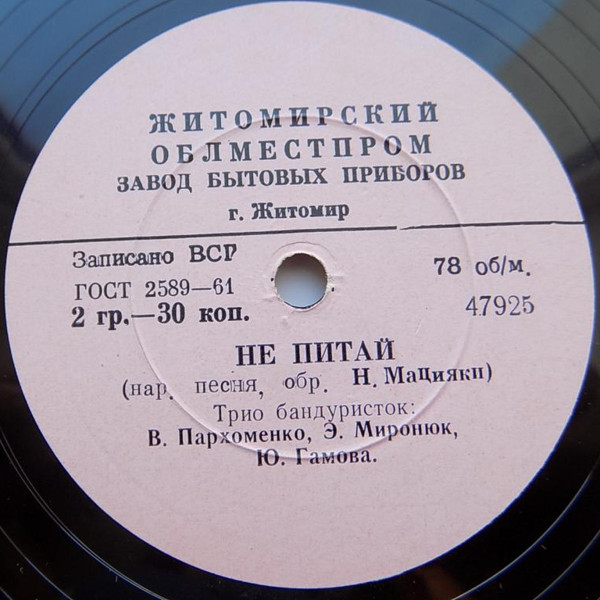 ЖИТОМИРСКИЙ
ОБЛМЕСТПРОМ
ЗАВОД БЫТОВЫХ ПРИБОРОВ
г. Житомир
Записано ВСГ 78 об/м.
ГОСТ 2589—61 47925
2 гр.—30 коп.
НЕ ПИТАЙ
(нар. песня, обр. Н. Мацияки)
Трио бандуристок:
В. Пархоменко, Э. Миронюк,
Ю. Гамова.